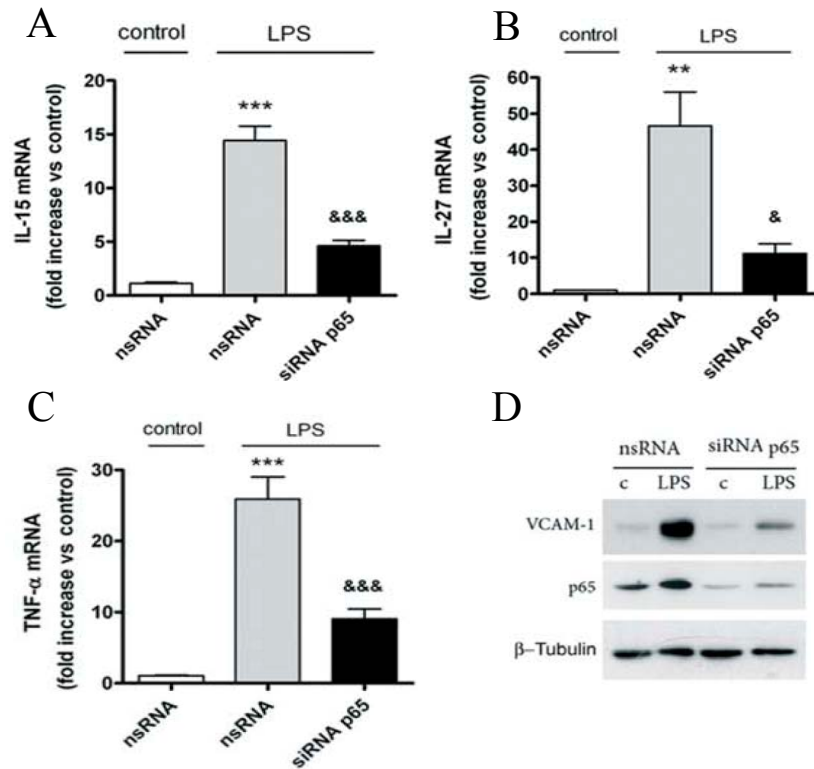 A
control LPS
IL-15 mRNA
(fold increase vs control)
20
15
10
5
0
***
&&&
nsRNA
nsRNA
siRNA p65
B
control LPS
IL-27 mRNA
(fold increase vs control)
60
50
40
30
20
10
0
**
&
nsRNA
nsRNA
siRNA p65
C
control LPS
TNF-α mRNA
(fold increase vs control)
30
20
10
0
***
&&&
nsRNA
nsRNA
siRNA p65
D
nsRNA siRNA p65
c LPS c LPS
VCAM-1
p65
β–Tubulin